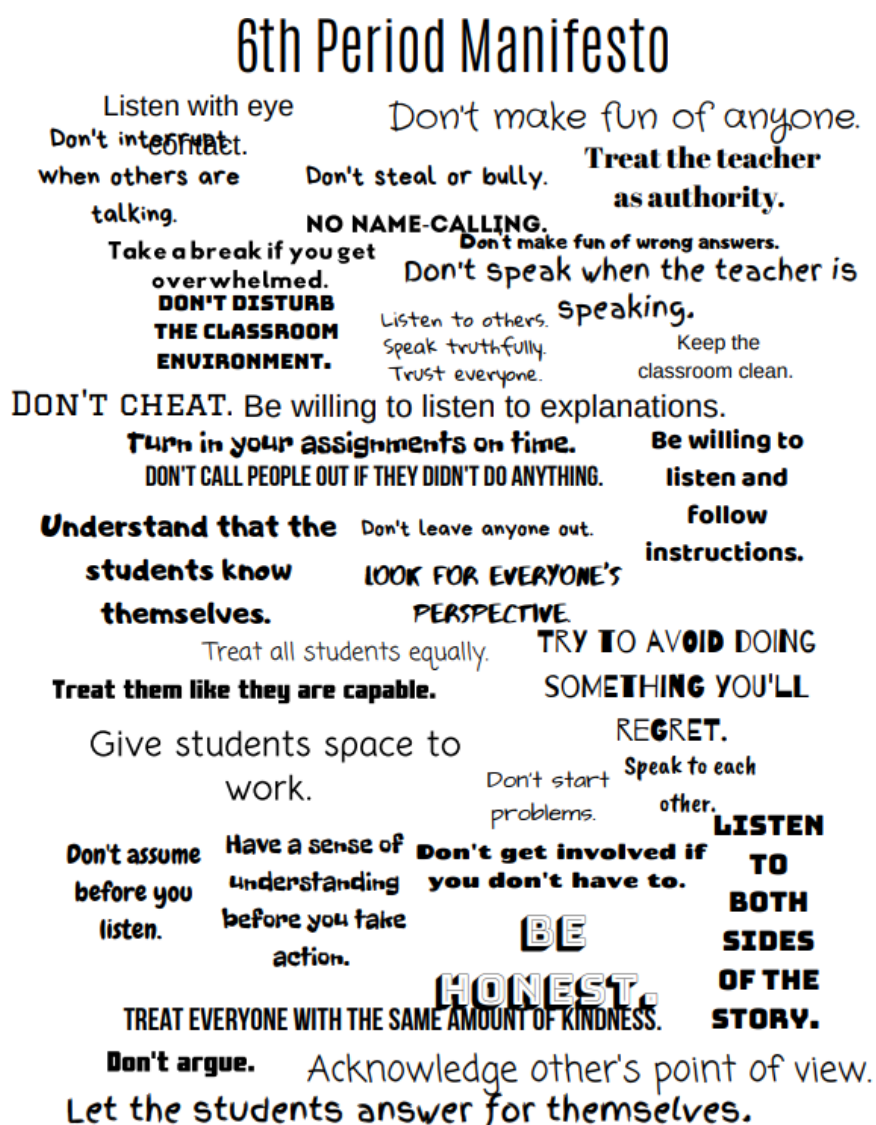 6th Period Manifesto
Listen with eye
contact.
Don't make fun of anyone.
Don't interrupt
when others are
talking.
Don't steal or bully.
Treat the teacher
as authority.
NO NAME-CALLING.
Don't make fun of wrong answers.
Take a break if you get
overwhelmed.
Don't speak when the teacher is
speaking.
DON'T DISTURB
THE CLASSROOM
ENVIRONMENT.
Listen to others.
Speak truthfully.
Trust everyone.
Keep the
classroom clean.
DON'T CHEAT.
Be willing to listen to explanations.
Turn in your assignments on time.
Be willing to
listen and
follow
instructions.
DON'T CALL PEOPLE OUT IF THEY DIDN'T DO ANYTHING.
Understand that the
students know
themselves.
Don't leave anyone out.
LOOK FOR EVERYONE'S
PERSPECTIVE.
Treat all students equally.
TRY TO AVOID DOING
SOMETHING YOU'LL
REGRET.
Treat them like they are capable.
Give students space to
work.
Don't start
problems.
Speak to each
other.
LISTEN
TO
BOTH
SIDES
OF THE
STORY.
Don't assume
before you
listen.
Have a sense of
understanding
before you take
action.
Don't get involved if
you don't have to.
BE
HONEST.
TREAT EVERYONE WITH THE SAME AMOUNT OF KINDNESS.
Don't argue.
Acknowledge other's point of view.
Let the students answer for themselves.